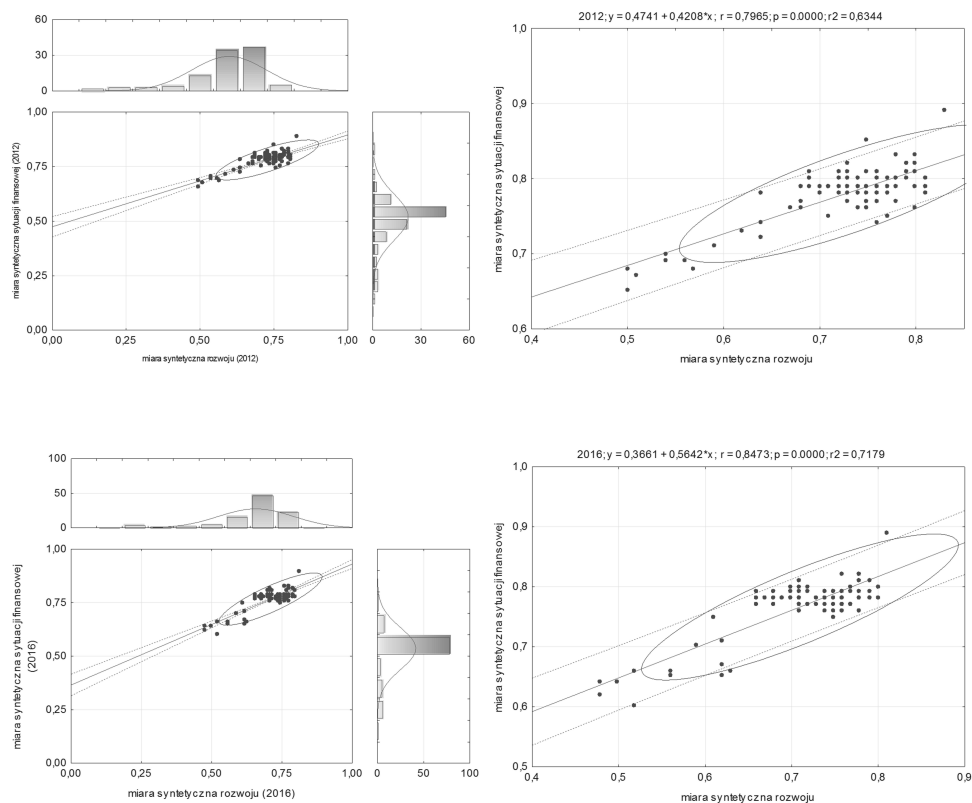 60
30
0
1,00
0,75
0,50
0,25
0,00
miara syntetyczna sytuacji finansowej (2012)
0,00 0,25 0,50 0,75 1,00
miara syntetyczna rozwoju (2012)
0 30 60
2012; y = 0,4741 + 0,4208*x; r = 0,7965; p = 0.0000; r2 = 0,6344
1,0
0,9
0,8
0,7
0,6
miara syntetyczna sytuacji finansowej
0,4 0,5 0,6 0,7 0,8
miara syntetyczna rozwoju
100
50
0
1,00
0,75
0,50
0,25
0,00
miara syntetyczna sytuacji finansowej
(2016)
0,00 0,25 0,50 0,75 1,00
miara syntetyczna rozwoju (2016)
0 50 100
2016; y = 0,3661 + 0,5642*x; r = 0,8473; p = 0.0000; r2 = 0,7179
1,0
0,9
0,8
0,7
0,6
0,5
miara syntetyczna sytuacji finansowej
0,4 0,5 0,6 0,7 0,8 0,9
miara syntetyczna rozwoju